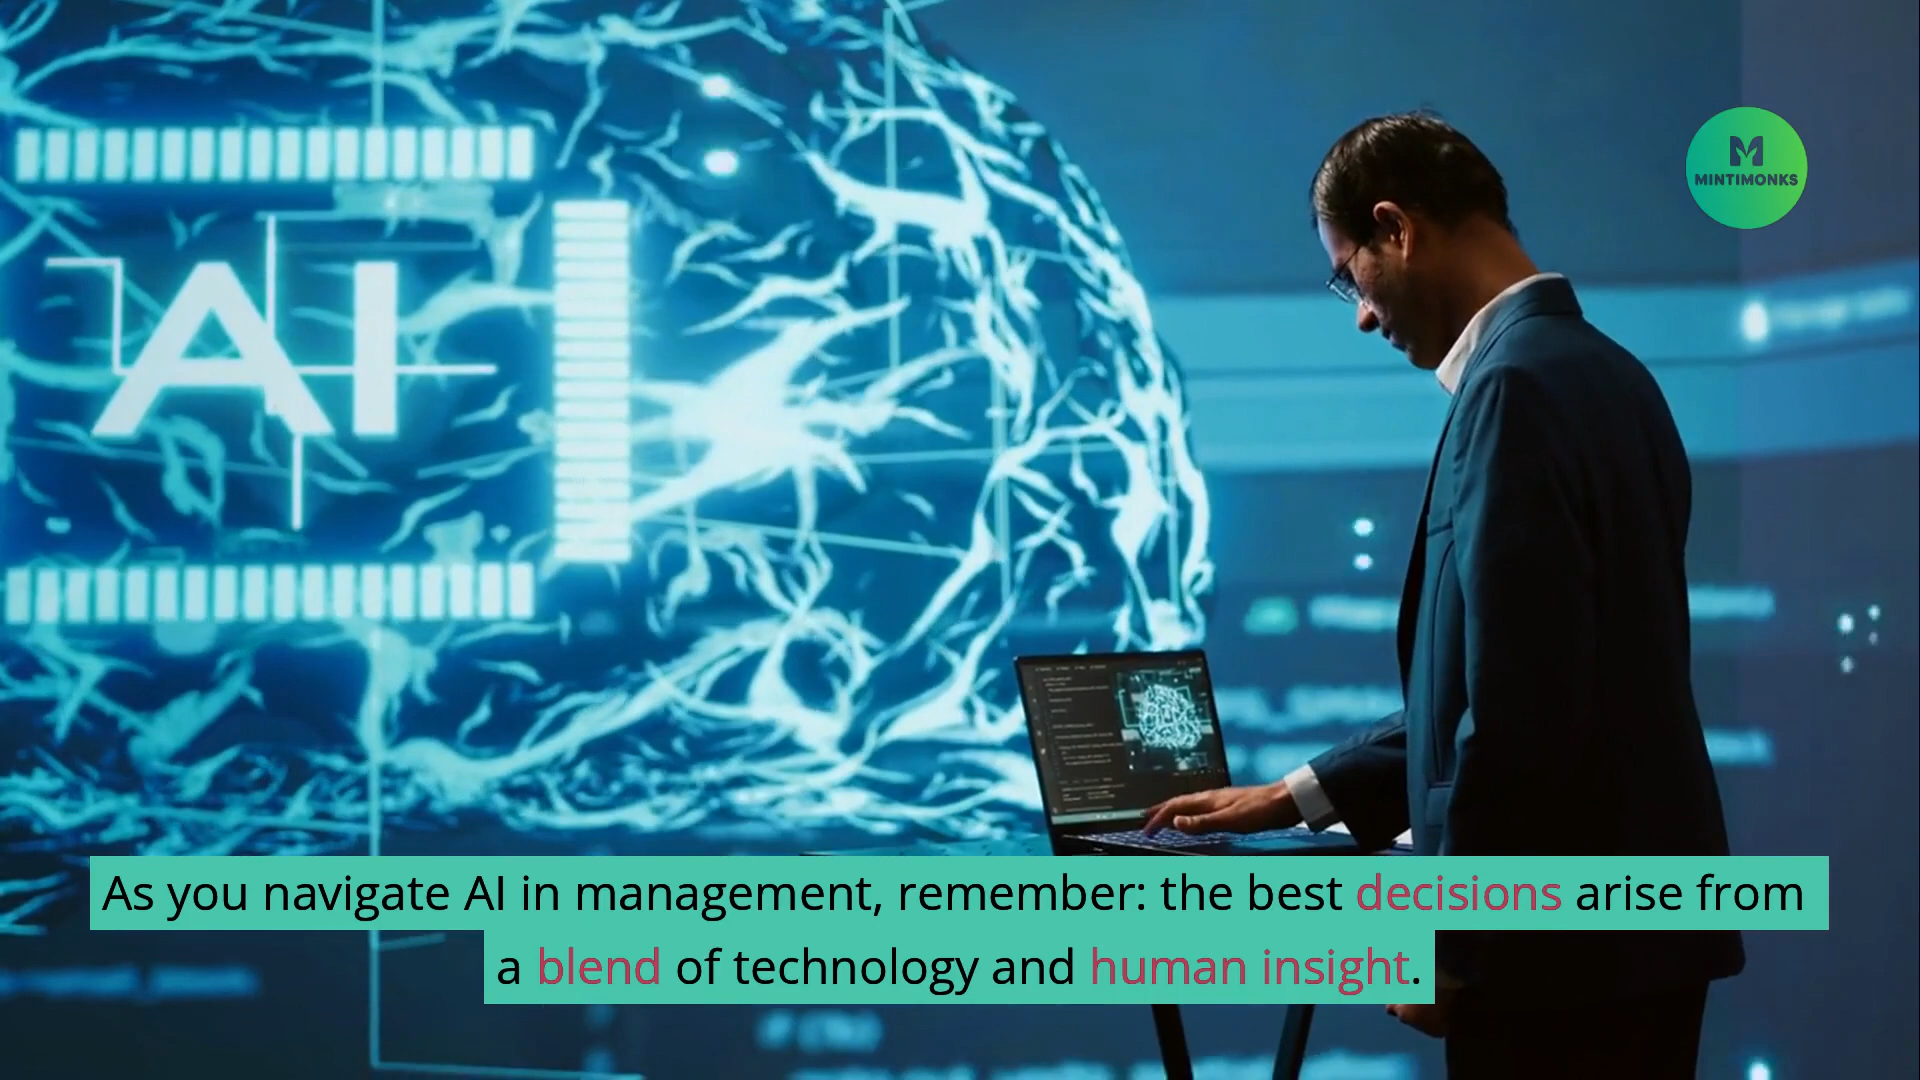 AI
M
MINTIMONKS
As you navigate AI in management, remember: the best decisions arise from
a blend of technology and human insight.